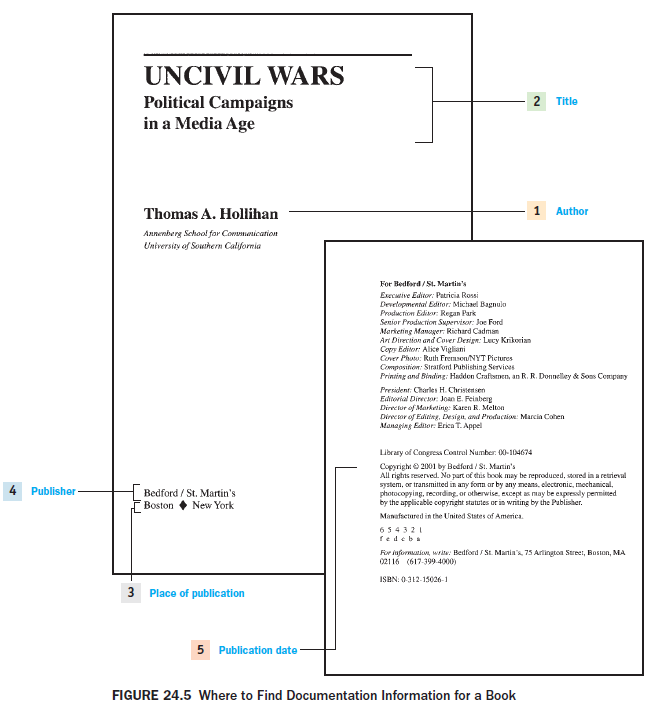 UNCIVIL WARS
Political Campaigns
in a Media Age
2 Title
Thomas A. Hollihan
1 Author
Annenberg School for Communication
University of Southern California
For Bedford / St. Martin's
Executive Editor: Patricia Rossi
Developmental Editor: Michael Bagnulo
Production Editor: Regan Park
Senior Production Supervisor: Joe Ford
Marketing Manager: Richard Cadman
Art Direction and Cover Design: Lucy Krikorian
Copy Editor: Alice Vigliani
Cover Photo: Ruth Fremson/NYT Pictures
Composition: Stratford Publishing Services
Printing and Binding: Haddon Craftsmen, an R. R. Donnelley & Sons Company
President: Charles H. Christensen
Editorial Director: Joan E. Feinberg
Director of Marketing: Karen R. Melton
Director of Editing, Design, and Production: Marcia Cohen
Managing Editor: Erica T. Appel
Library of Congress Control Number: 00-104674
Copyright © 2001 by Bedford / St. Martin's
All rights reserved. No part of this book may be reproduced, stored in a retrieval
system, or transmitted in any form or by any means, electronic, mechanical,
photocopying, recording, or otherwise, except as may be expressly permitted
by the applicable copyright statutes or in writing by the Publisher.
Manufactured in the United States of America.
6 5 4 3 2 1
f e d c b a
For information, write: Bedford / St. Martin's, 75 Arlington Street, Boston, MA
02116 (617-399-4000)
ISBN: 0-312-15026-1
4 Publisher
Bedford / St. Martin's
Boston ♦ New York
3 Place of publication
5 Publication date
FIGURE 24.5 Where to Find Documentation Information for a Book